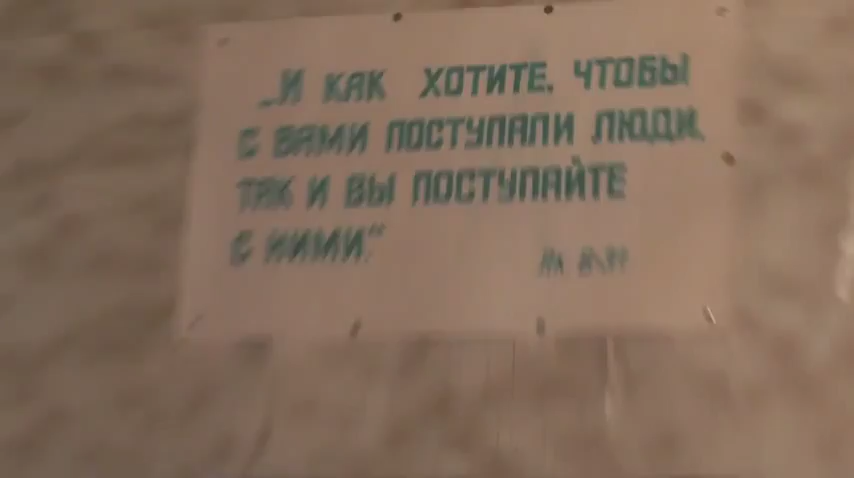 „И КАК ХОТИТЕ, ЧТОБЫ
С ВАМИ ПОСТУПАЛИ ЛЮДИ,
ТАК И ВЫ ПОСТУПАЙТЕ
С НИМИ."